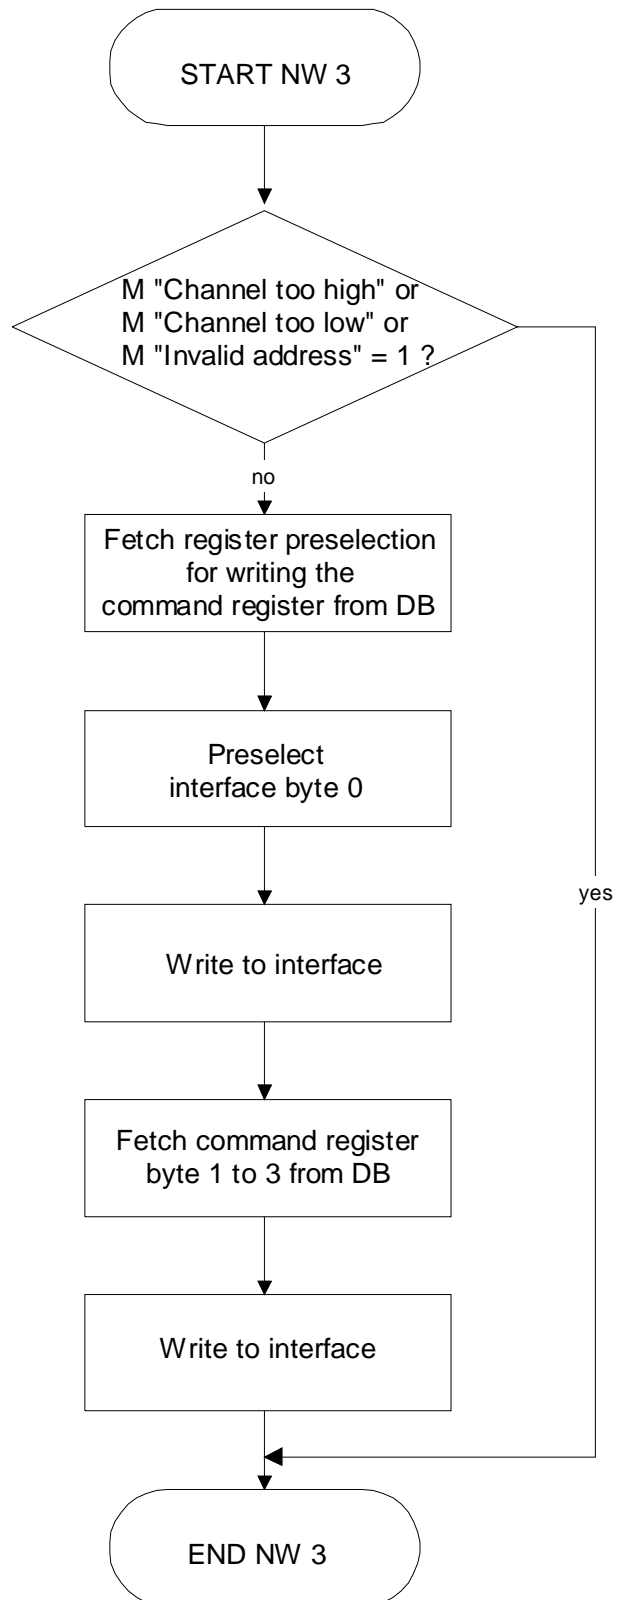 START NW 3
M "Channel too high" or
M "Channel too low" or
M "Invalid address" = 1 ?
no
Fetch register preselection
for writing the
command register from DB
Preselect
interface byte 0
yes
Write to interface
Fetch command register
byte 1 to 3 from DB
Write to interface
END NW 3